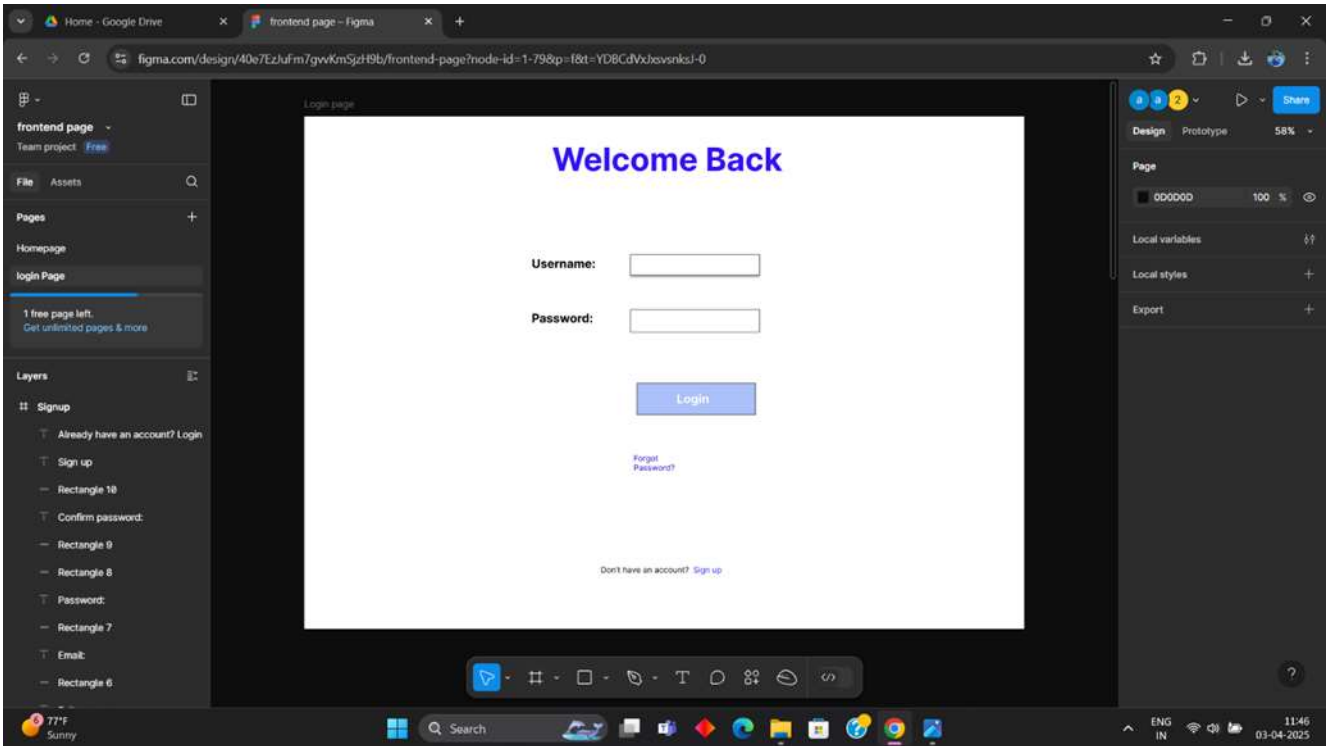 Home - Google Drive
frontend page – Figma
figma.com/design/40e7EzJuFm7gvvKmSjzH9b/frontend-page?node-id=1-79&p=f&t=YDBCdVxJxsvsnksJ-0
frontend page
Team project Free
File Assets
Pages
Homepage
login Page
1 free page left.
Get unlimited pages & more
Layers
Signup
Already have an account? Login
Sign up
Rectangle 10
Confirm password:
Rectangle 9
Rectangle 8
Password:
Rectangle 7
Email:
Rectangle 6
Login page
Welcome Back
Username:
Password:
Login
Forgot
Password?
Don't have an account? Sign up
a a 2
Share
Design Prototype 58%
Page
0D0D0D 100 %
Local variables
Local styles
Export
?
6
77°F
Sunny
Search
ENG
IN
11:46
03-04-2025